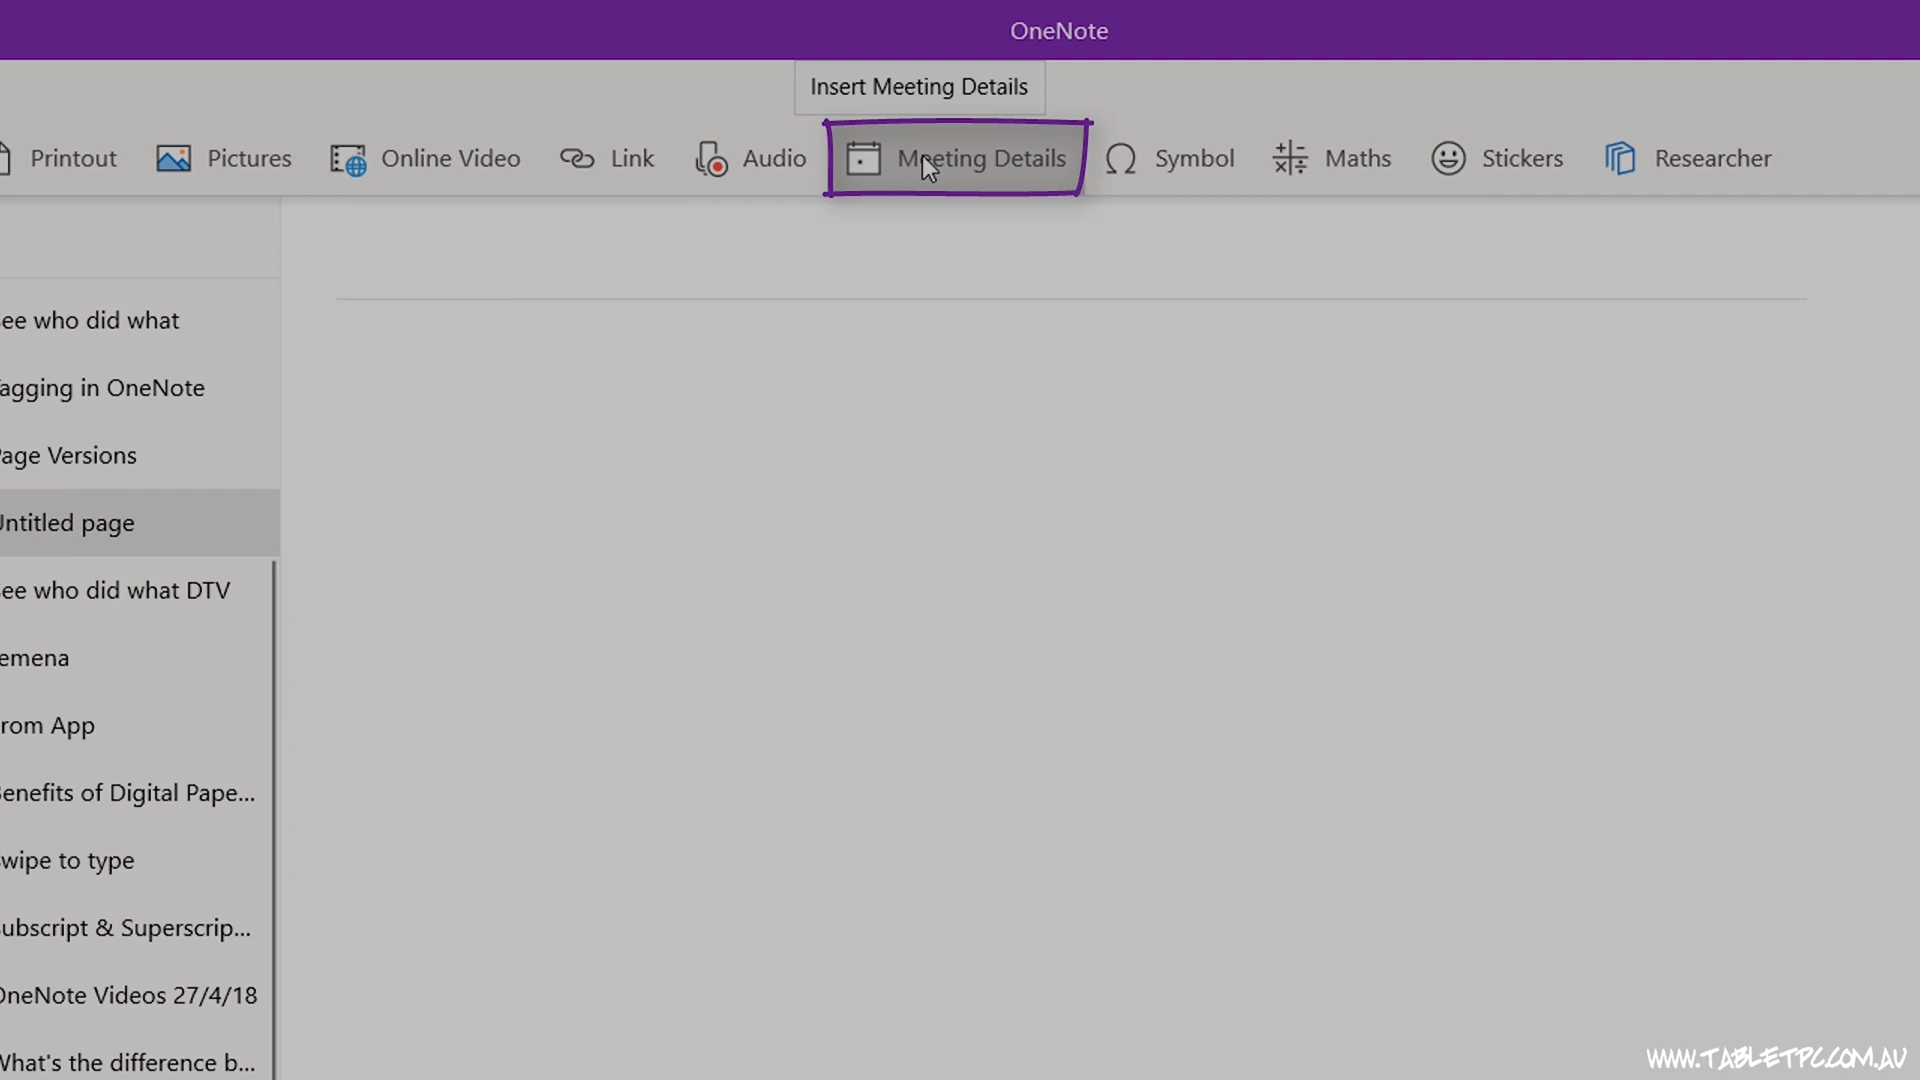 OneNote
Insert Meeting Details
Printout Pictures Online Video Link Audio Meeting Details Symbol Maths Stickers Researcher
ee who did what
agging in OneNote
age Versions
Untitled page
ee who did what DTV
emena
rom App
Benefits of Digital Pape...
wipe to type
ubscript & Superscrip...
OneNote Videos 27/4/18
What's the difference b...
WWW.TABLETPC.COM.AU